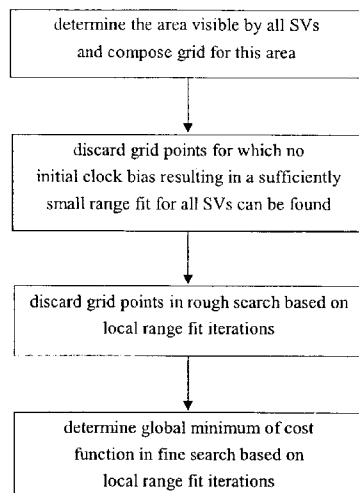 determine the area visible by all SVs
and compose grid for this area
discard grid points for which no
initial clock bias resulting in a sufficiently
small range fit for all SVs can be found
discard grid points in rough search based on
local range fit iterations
determine global minimum of cost
function in fine search based on
local range fit iterations